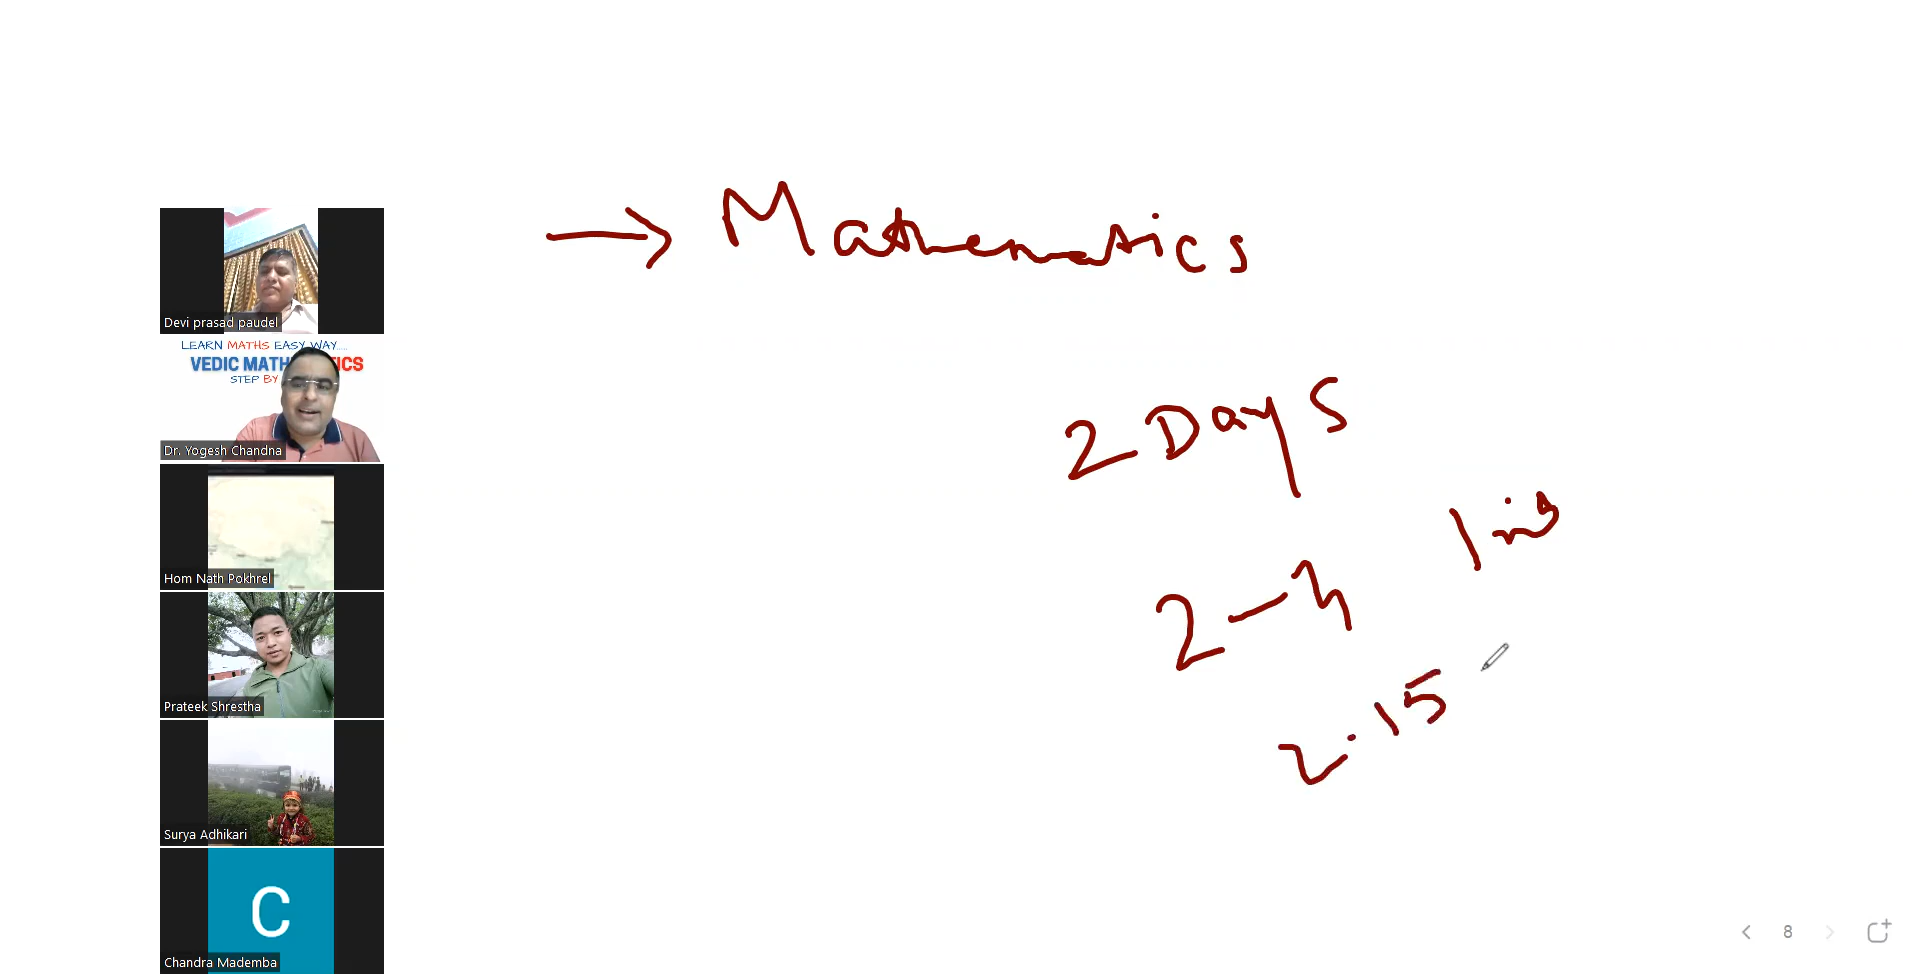 → Mathematics
2 Days
2-4
2.15
Devi prasad paudel
LEARN MATHS EASY WAY.....
VEDIC MATH ICS
STEP BY
Dr. Yogesh Chandna
Hom Nath Pokhrel
Prateek Shrestha
Surya Adhikari
C
Chandra Mademba
8